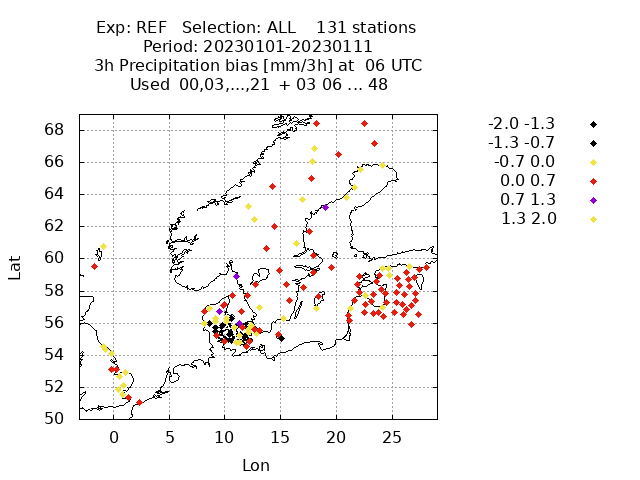 Exp: REF   Selection: ALL    131 stations
Period: 20230101-20230111
3h Precipitation bias [mm/3h] at  06 UTC
Used  00,03,...,21  + 03 06 ... 48
-2.0 -1.3
-1.3 -0.7
-0.7 0.0
0.0 0.7
0.7 1.3
1.3 2.0
68
66
64
62
60
58
56
54
52
50
Lat
0 5 10 15 20 25
Lon